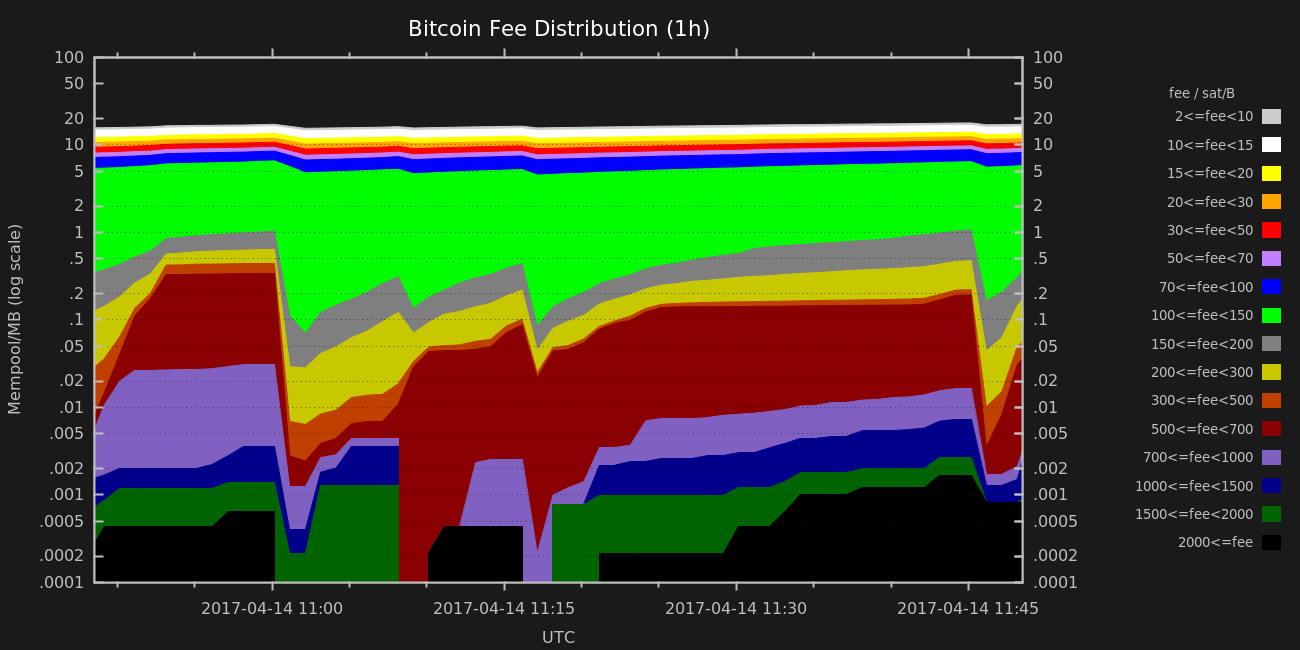 Bitcoin Fee Distribution (1h)
Mempool/MB (log scale)
100
50
20
10
5
2
1
.5
.2
.1
.05
.02
.01
.005
.002
.001
.0005
.0002
.0001
100
50
20
10
5
2
1
.5
.2
.1
.05
.02
.01
.005
.002
.001
.0005
.0002
.0001
2017-04-14 11:00
2017-04-14 11:15
2017-04-14 11:30
2017-04-14 11:45
UTC
fee / sat/B
2<=fee<10
10<=fee<15
15<=fee<20
20<=fee<30
30<=fee<50
50<=fee<70
70<=fee<100
100<=fee<150
150<=fee<200
200<=fee<300
300<=fee<500
500<=fee<700
700<=fee<1000
1000<=fee<1500
1500<=fee<2000
2000<=fee